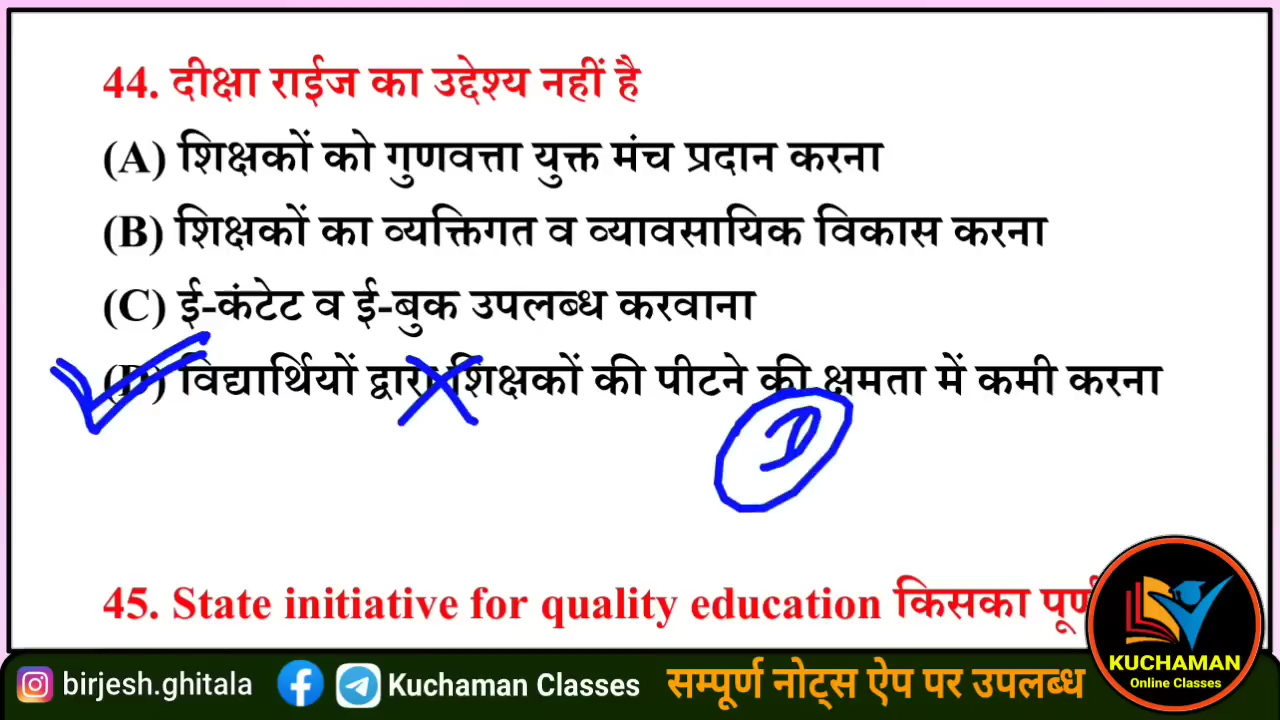 44. दीक्षा राईज का उद्देश्य नहीं है
(A) शिक्षकों को गुणवत्ता युक्त मंच प्रदान करना
(B) शिक्षकों का व्यक्तिगत व व्यावसायिक विकास करना
(C) ई-कंटेट व ई-बुक उपलब्ध करवाना
(D) विद्यार्थियों द्वारा शिक्षकों की पीटने की क्षमता में कमी करना
D
45. State initiative for quality education किसका
KUCHAMAN
Online Classes
birjesh.ghitala Kuchaman Classes सम्पूर्ण नोट्स ऐप पर उपलब्ध